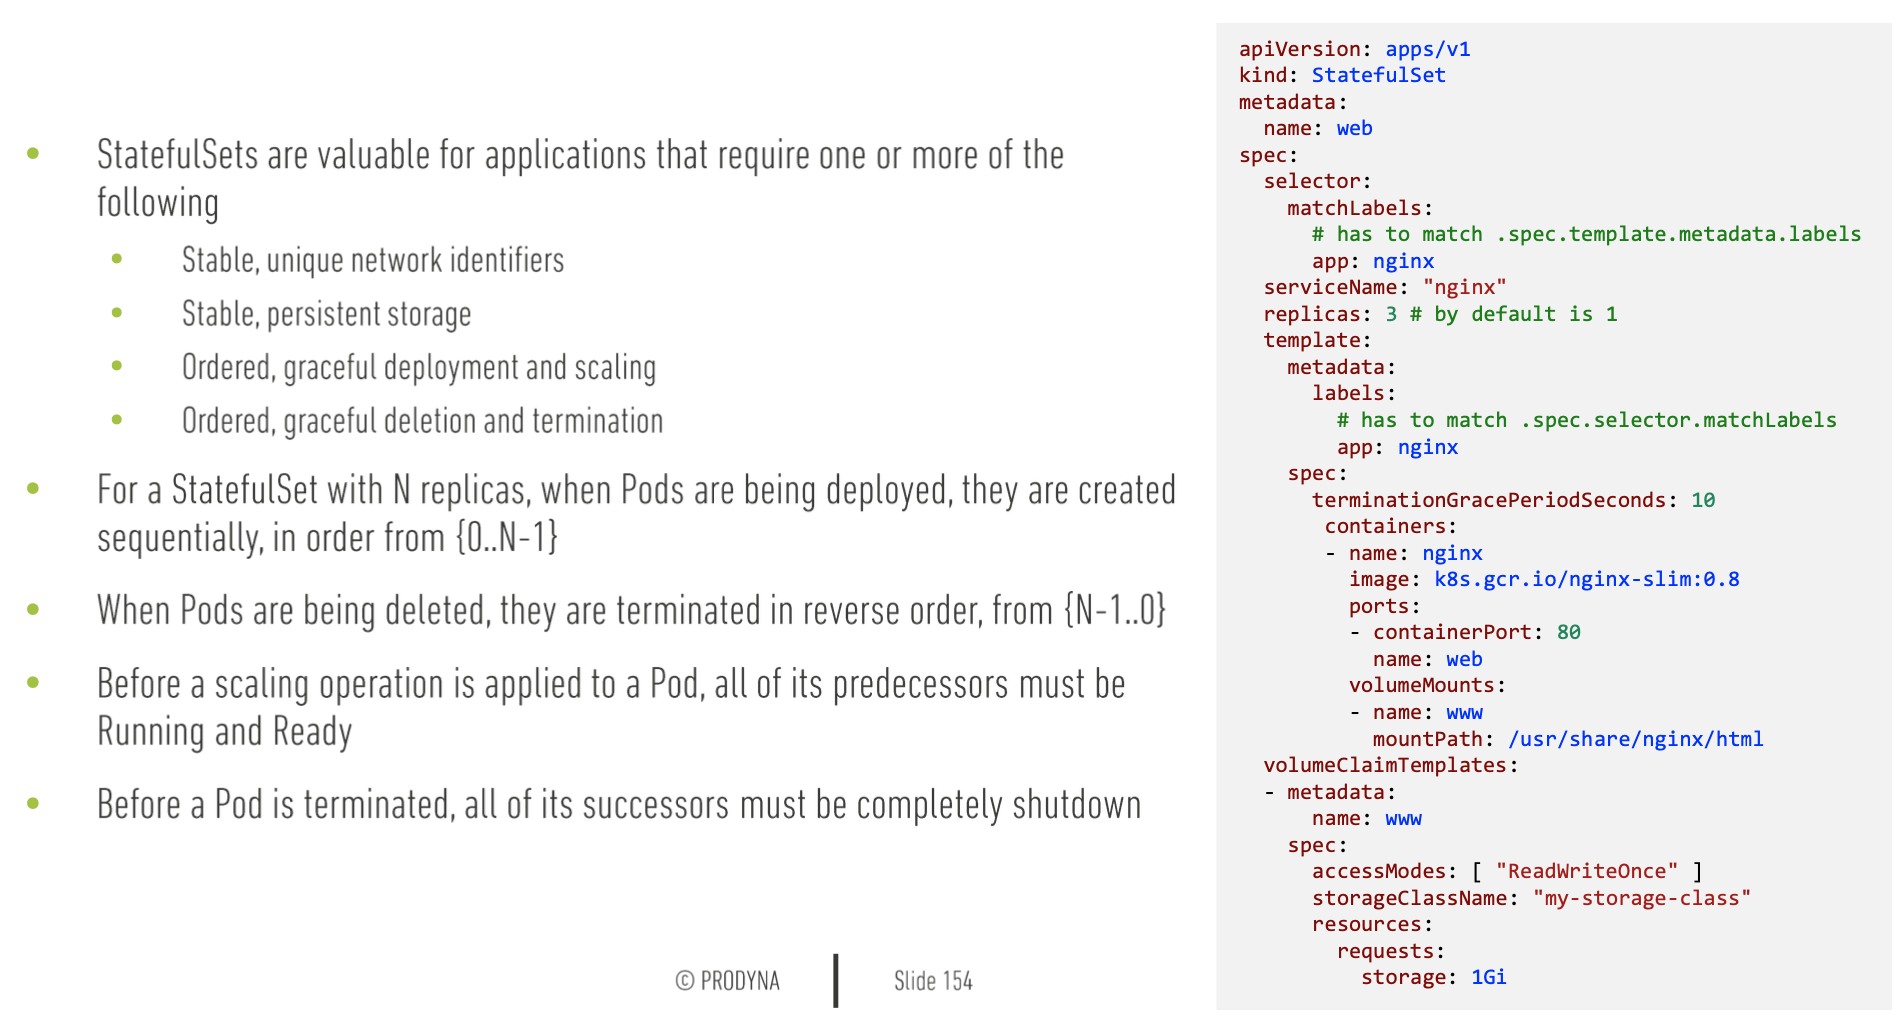 StatefulSets are valuable for applications that require one or more of the
following
Stable, unique network identifiers
Stable, persistent storage
Ordered, graceful deployment and scaling
Ordered, graceful deletion and termination
For a StatefulSet with N replicas, when Pods are being deployed, they are created
sequentially, in order from {0..N-1}
When Pods are being deleted, they are terminated in reverse order, from {N-1..0}
Before a scaling operation is applied to a Pod, all of its predecessors must be
Running and Ready
Before a Pod is terminated, all of its successors must be completely shutdown
© PRODYNA
Slide 154
apiVersion: apps/v1
kind: StatefulSet
metadata:
  name: web
spec:
  selector:
    matchLabels:
      # has to match .spec.template.metadata.labels
      app: nginx
  serviceName: "nginx"
  replicas: 3 # by default is 1
  template:
    metadata:
      labels:
        # has to match .spec.selector.matchLabels
        app: nginx
    spec:
      terminationGracePeriodSeconds: 10
       containers:
       - name: nginx
         image: k8s.gcr.io/nginx-slim:0.8
         ports:
         - containerPort: 80
           name: web
         volumeMounts:
         - name: www
           mountPath: /usr/share/nginx/html
  volumeClaimTemplates:
  - metadata:
      name: www
    spec:
      accessModes: [ "ReadWriteOnce" ]
      storageClassName: "my-storage-class"
      resources:
        requests:
          storage: 1Gi